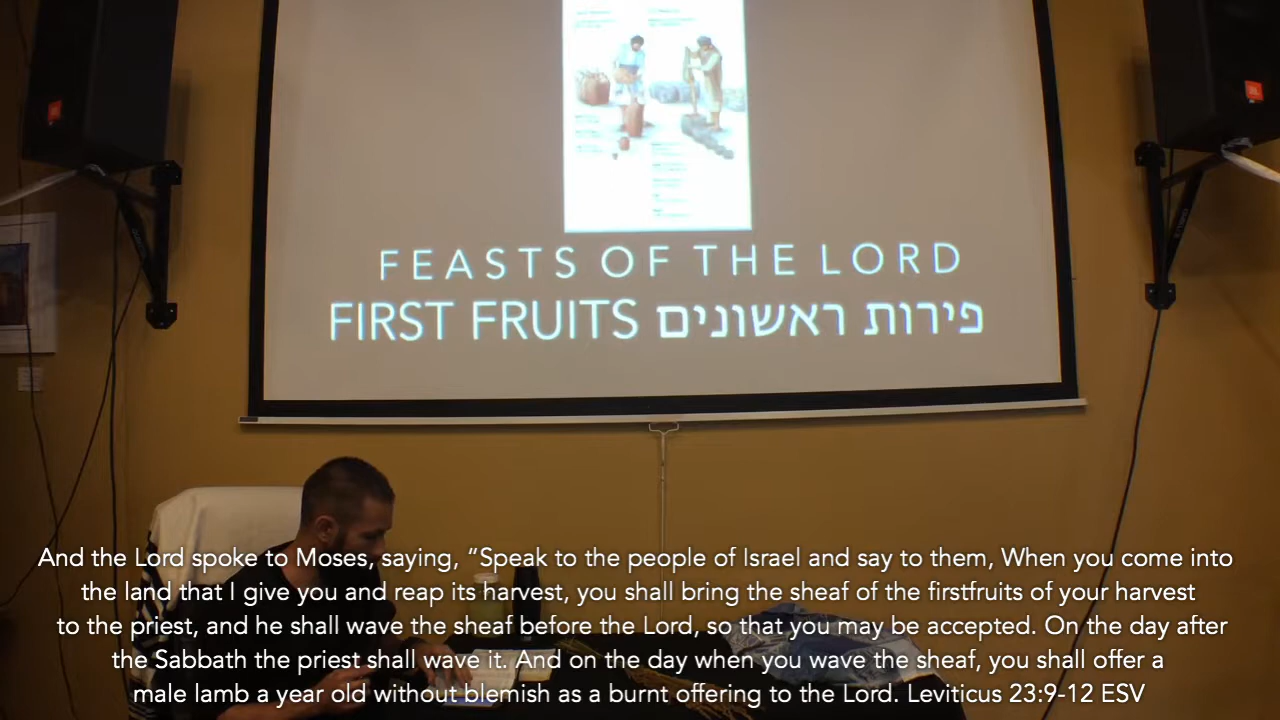 FEASTS OF THE LORD
FIRST FRUITS פירות ראשונים
And the Lord spoke to Moses, saying, “Speak to the people of Israel and say to them, When you come into
the land that I give you and reap its harvest, you shall bring the sheaf of the firstfruits of your harvest
to the priest, and he shall wave the sheaf before the Lord, so that you may be accepted. On the day after
the Sabbath the priest shall wave it. And on the day when you wave the sheaf, you shall offer a
male lamb a year old without blemish as a burnt offering to the Lord. Leviticus 23:9-12 ESV